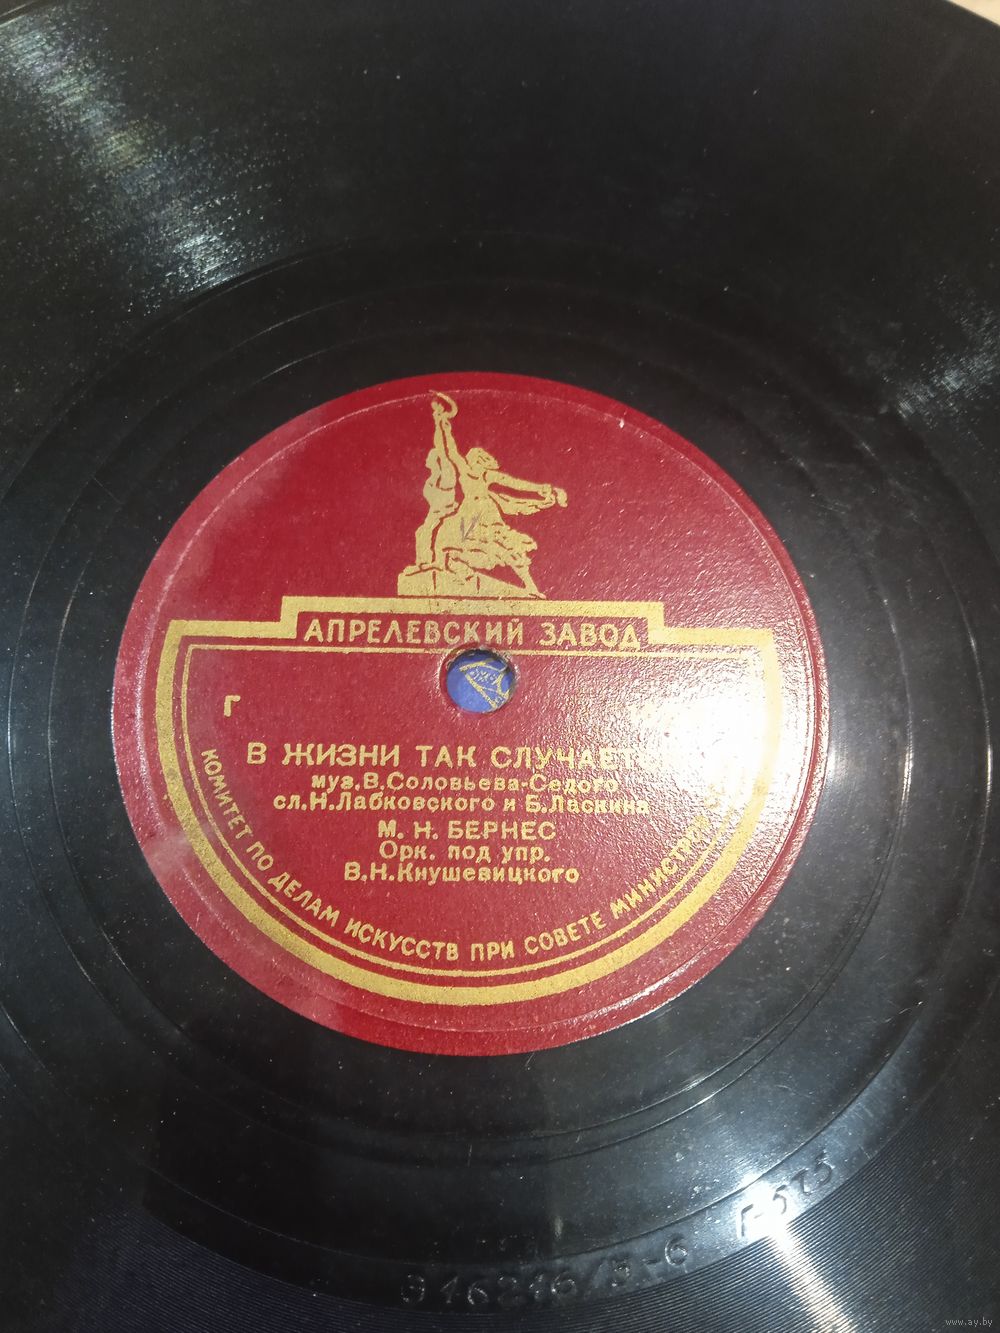 АПРЕЛЕВСКИЙ ЗАВОД
Г
В ЖИЗНИ ТАК
муз. В. Соловьева-Седого
сл. Н. Лабковского и Б. Ласкина
М. Н. БЕРНЕС
Орк. под упр.
В. Н. Кнушевицкого
КОМИТЕТ ПО ДЕЛАМ ИСКУССТВ ПРИ СОВЕТЕ МИНИСТРОВ
Г-575
www.ay.by